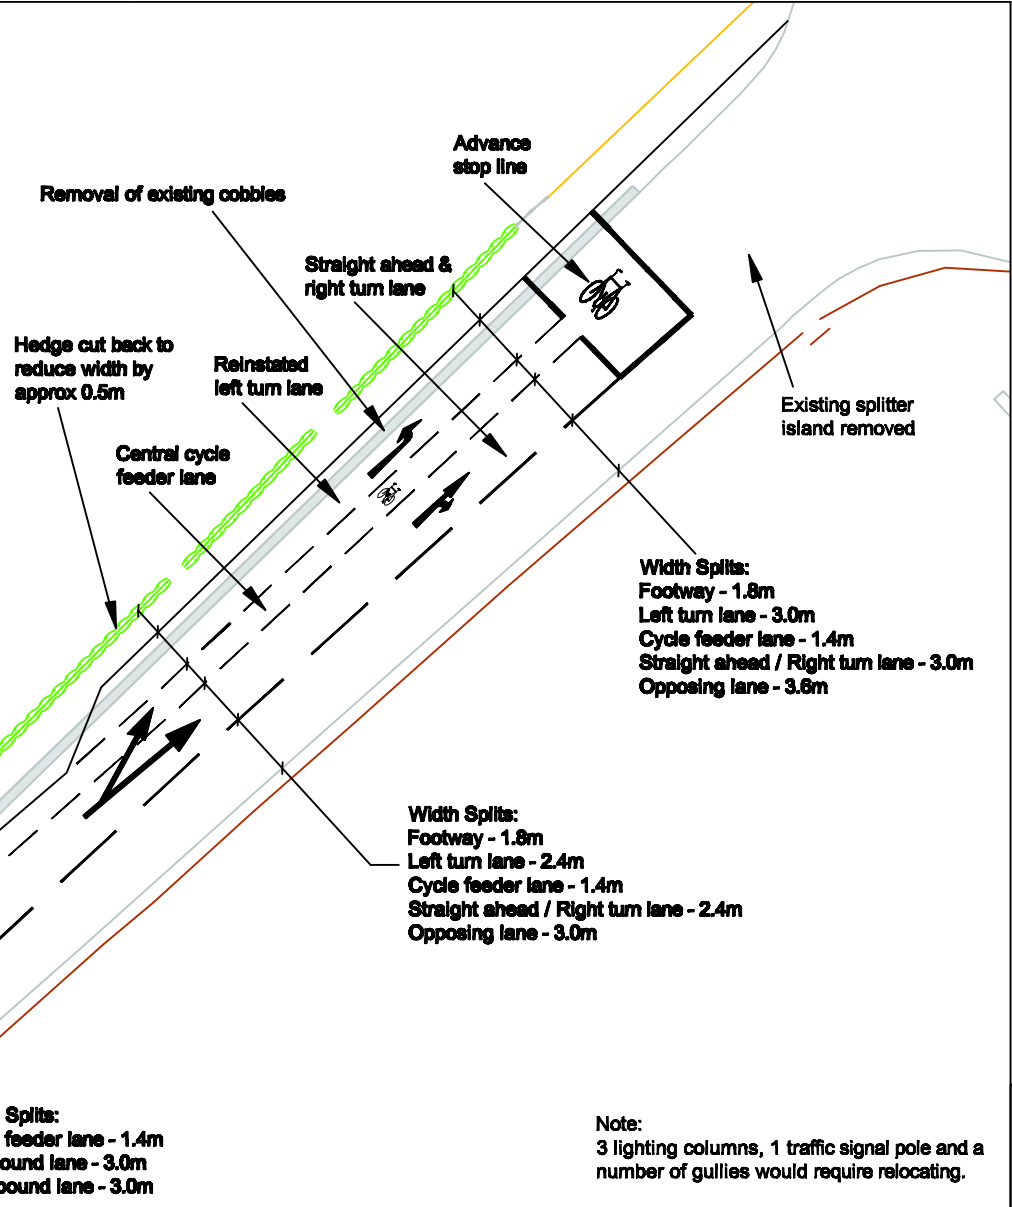 Advance
stop line
Removal of existing cobbles
Straight ahead &
right turn lane
Hedge cut back to
reduce width by
approx 0.5m
Reinstated
left turn lane
Existing splitter
island removed
Central cycle
feeder lane
Width Splits:
Footway - 1.8m
Left turn lane - 3.0m
Cycle feeder lane - 1.4m
Straight ahead / Right turn lane - 3.0m
Opposing lane - 3.6m
Width Splits:
Footway - 1.8m
Left turn lane - 2.4m
Cycle feeder lane - 1.4m
Straight ahead / Right turn lane - 2.4m
Opposing lane - 3.0m
Splits:
feeder lane - 1.4m
ound lane - 3.0m
bound lane - 3.0m
Note:
3 lighting columns, 1 traffic signal pole and a
number of gullies would require relocating.